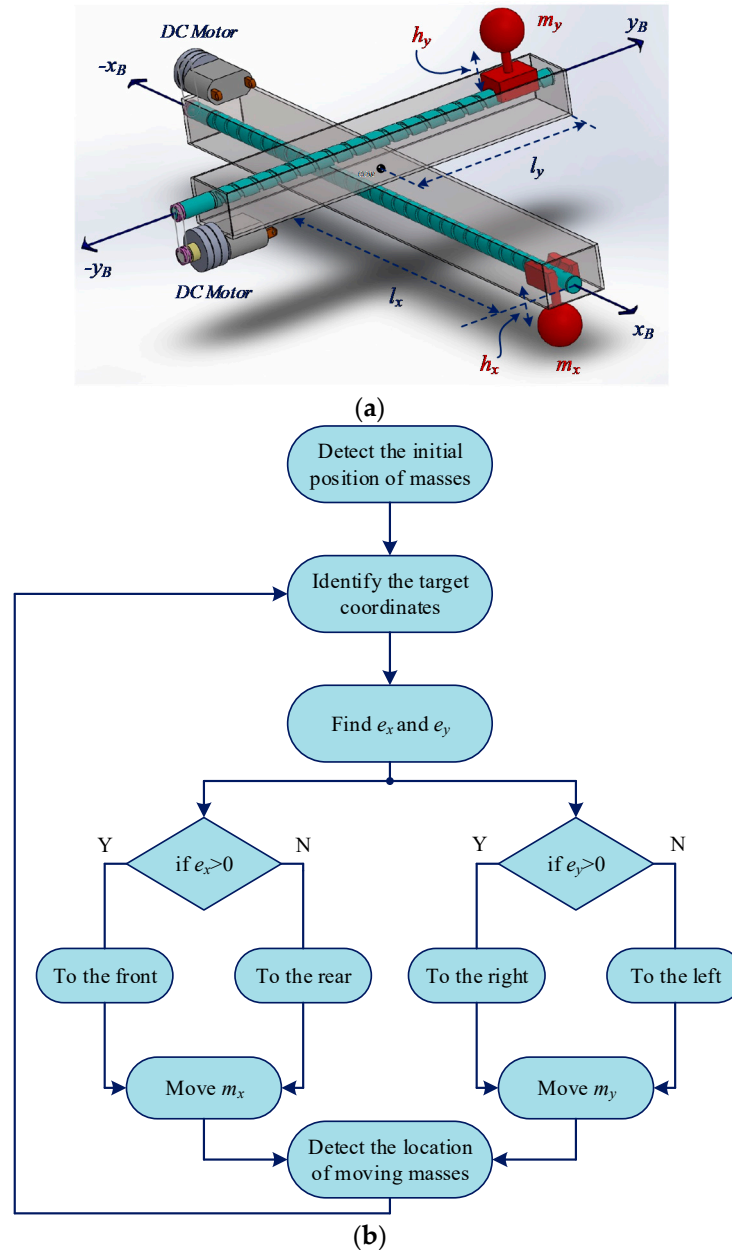 DC Motor
-x_B
h_y
m_y
y_B
l_y
-y_B
DC Motor
l_x
h_x
m_x
x_B
(a)
Detect the initial
position of masses
Identify the target
coordinates
Find e_x and e_y
Y
if e_x>0
N
Y
if e_y>0
N
To the front
To the rear
To the right
To the left
Move m_x
Move m_y
Detect the location
of moving masses
(b)